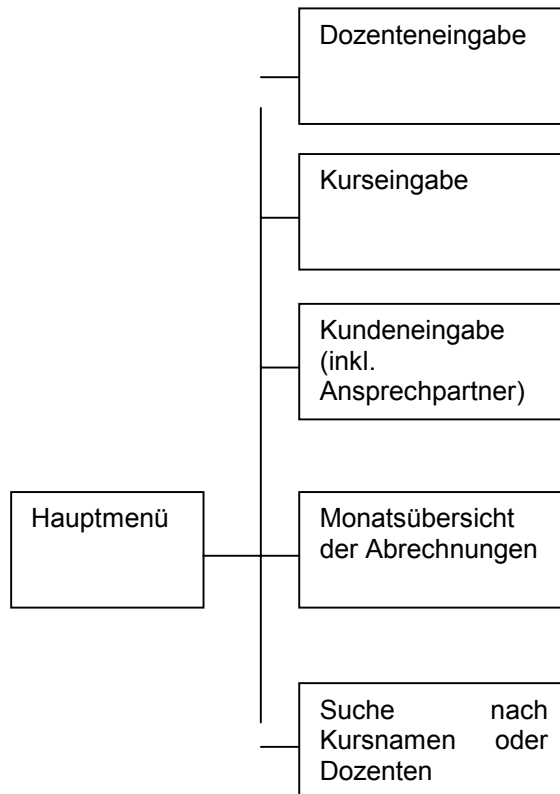 Dozenteneingabe
Kurseingabe
Kundeneingabe
(inkl.
Ansprechpartner)
Hauptmenü
Monatsübersicht
der Abrechnungen
Suche nach
Kursnamen oder
Dozenten